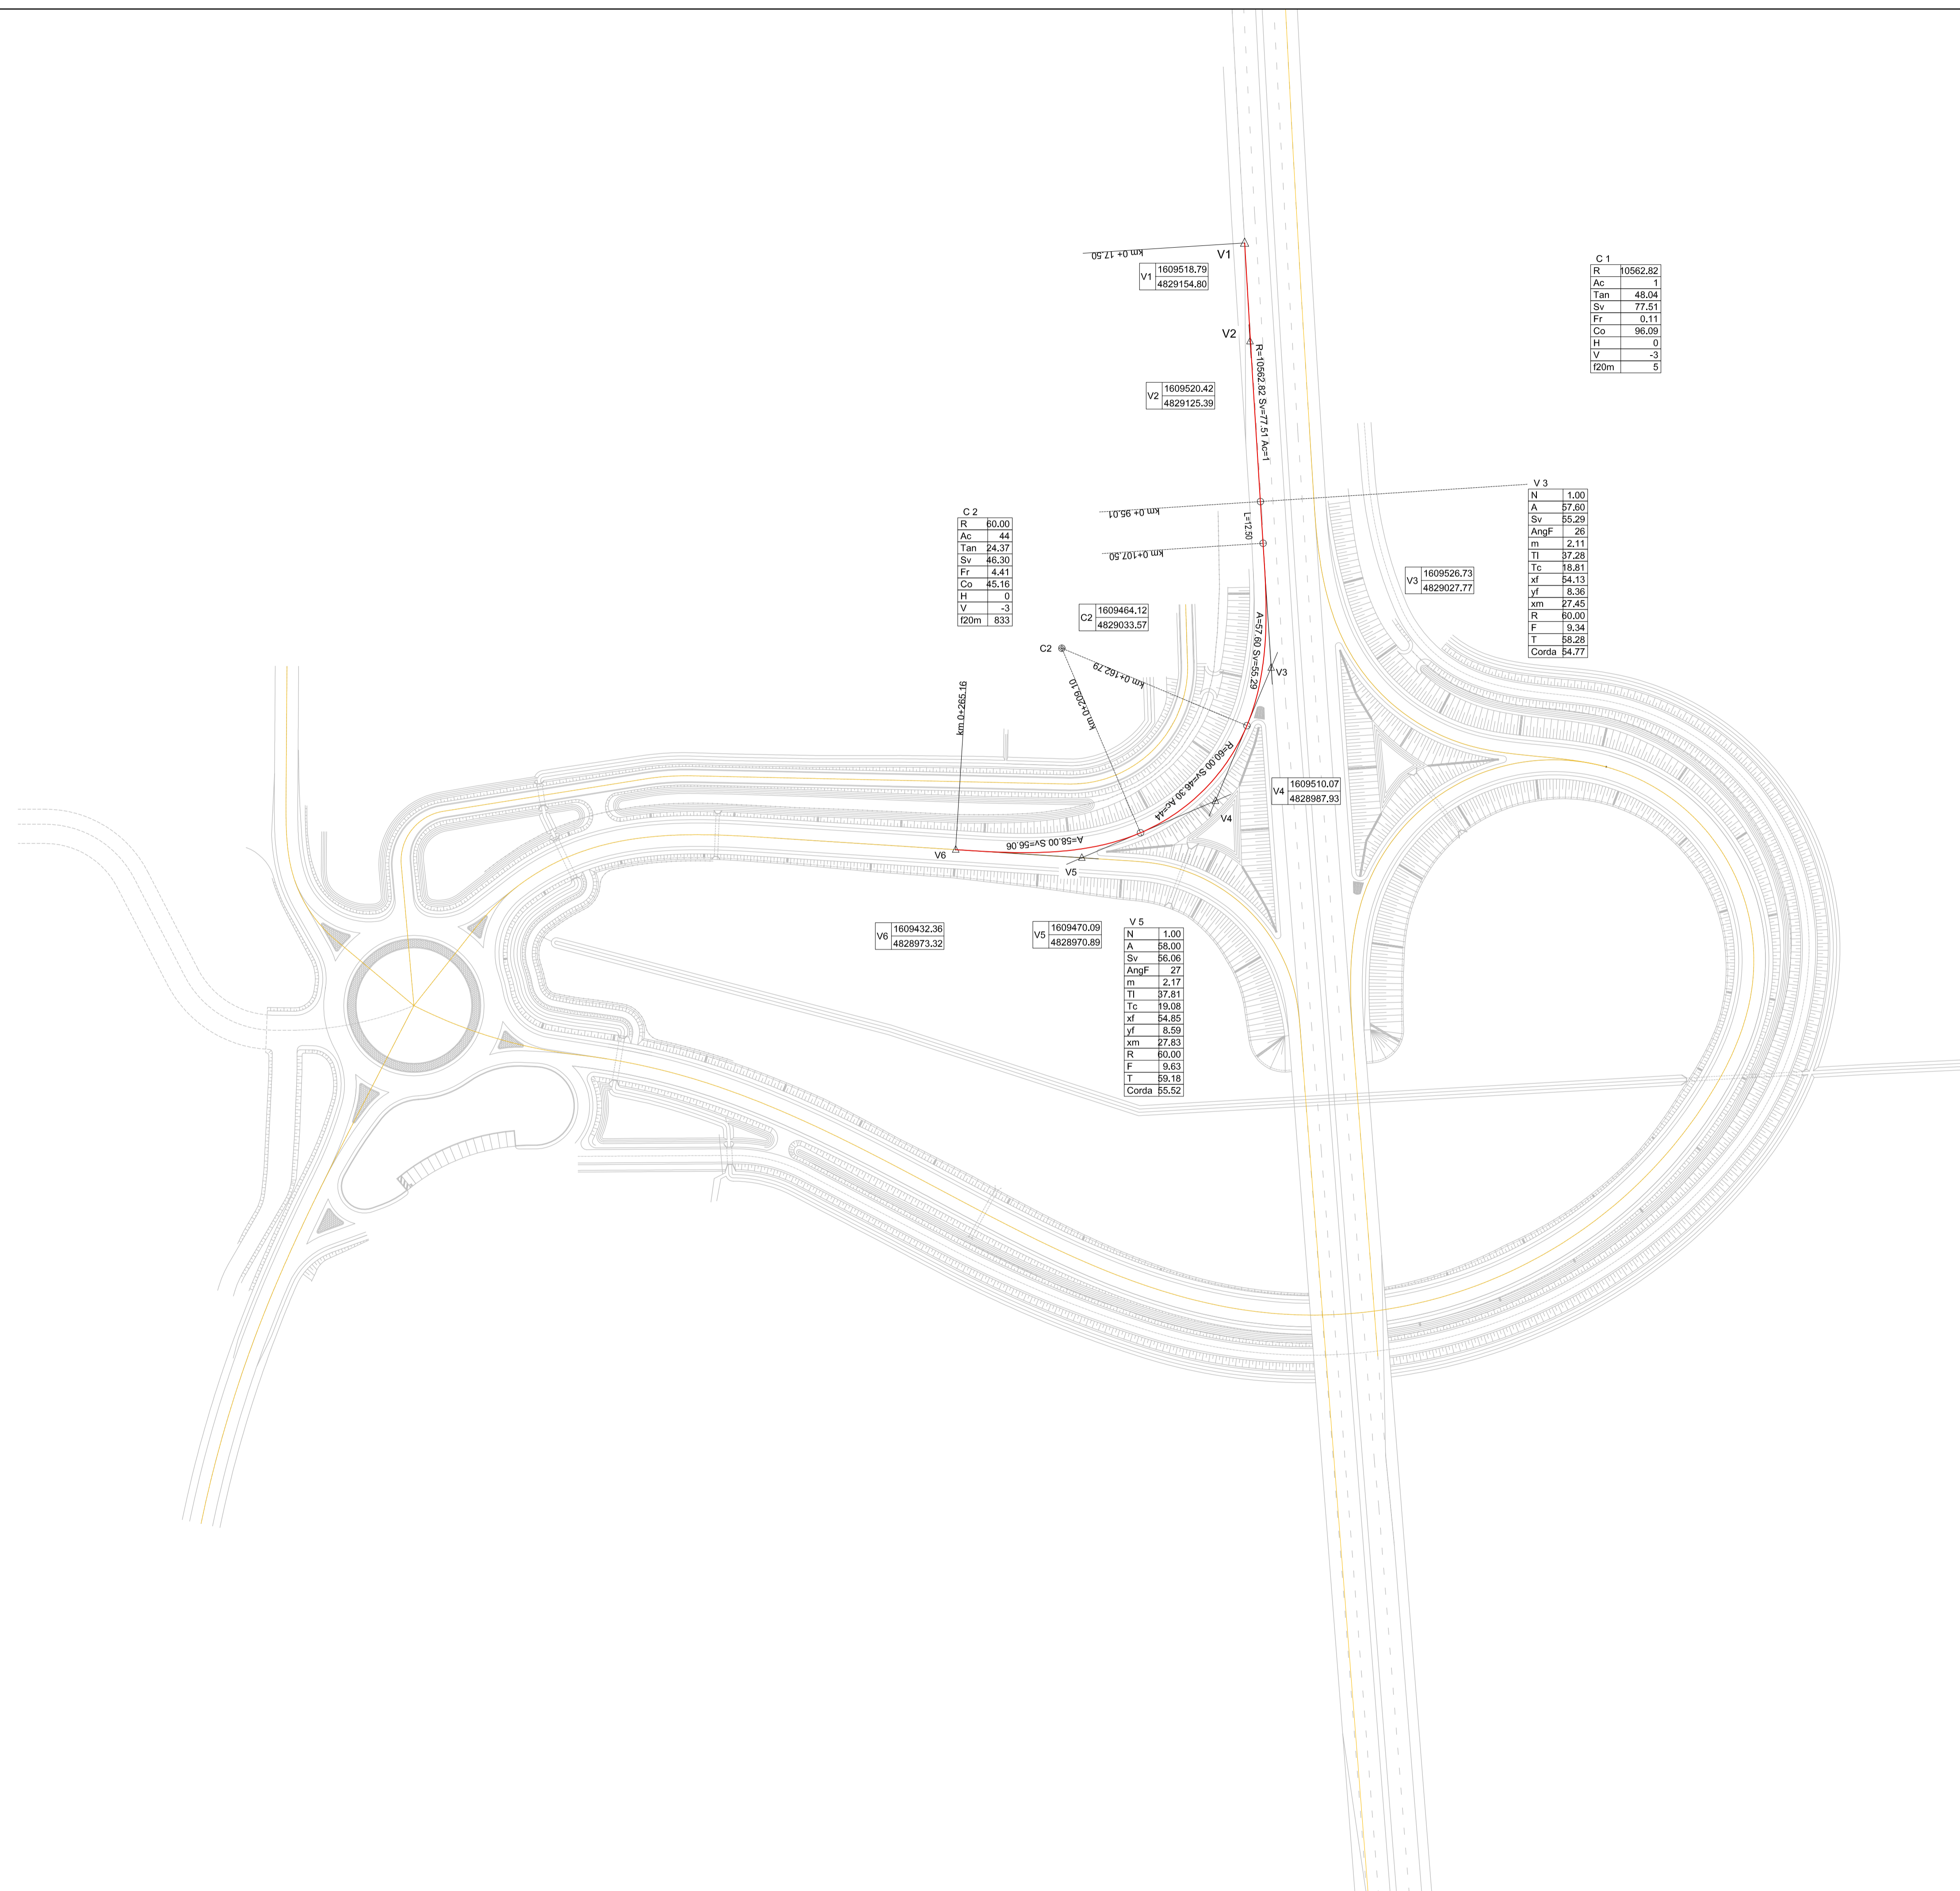 km 0+ 17.50
V1
V1 1609518.79
4829154.80
C 1
R 10562.82
Ac 1
Tan 48.04
Sv 77.51
Fr 0.11
Co 96.09
H 0
V -3
f20m 5
V2
R=10562.82 Sv=77.51 Ac=1
V2 1609520.42
4829125.39
km 0+ 95.01
L=12.50
km 0+107.50
V 3
N 1.00
A 57.60
Sv 55.29
AngF 26
m 2.11
Tl 37.28
Tc 18.81
xf 54.13
yf 8.36
xm 27.45
R 60.00
F 9.34
T 58.28
Corda 54.77
C 2
R 60.00
Ac 44
Tan 24.37
Sv 46.30
Fr 4.41
Co 45.16
H 0
V -3
f20m 833
V3 1609526.73
4829027.77
C2 1609464.12
4829033.57
A=57.60 Sv=55.29
C2
km 0+162.79
V3
km 0+209.10
km 0+265.16
R=60.00 Sv=46.30 Ac=44
V4 1609510.07
4828987.93
V4
A=58.00 Sv=56.06
V6
V5
V6 1609432.36
4828973.32
V5 1609470.09
4828970.89
V 5
N 1.00
A 58.00
Sv 56.06
AngF 27
m 2.17
Tl 37.81
Tc 19.08
xf 54.85
yf 8.59
xm 27.83
R 60.00
F 9.63
T 59.18
Corda 55.52